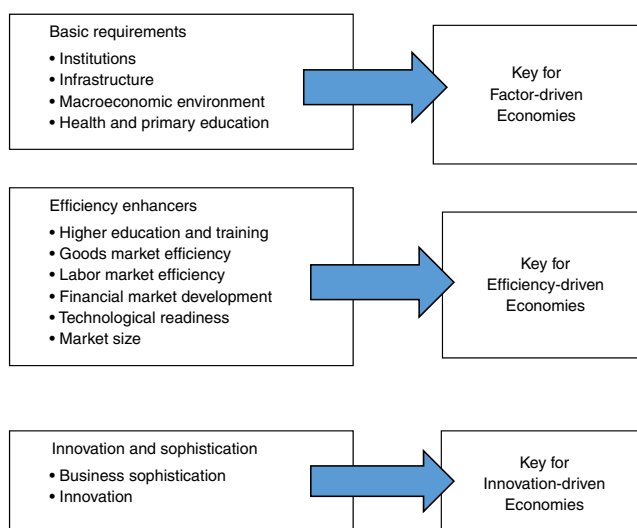 Basic requirements
• Institutions
• Infrastructure
• Macroeconomic environment
• Health and primary education
Key for
Factor-driven
Economies
Efficiency enhancers
• Higher education and training
• Goods market efficiency
• Labor market efficiency
• Financial market development
• Technological readiness
• Market size
Key for
Efficiency-driven
Economies
Innovation and sophistication
• Business sophistication
• Innovation
Key for
Innovation-driven
Economies